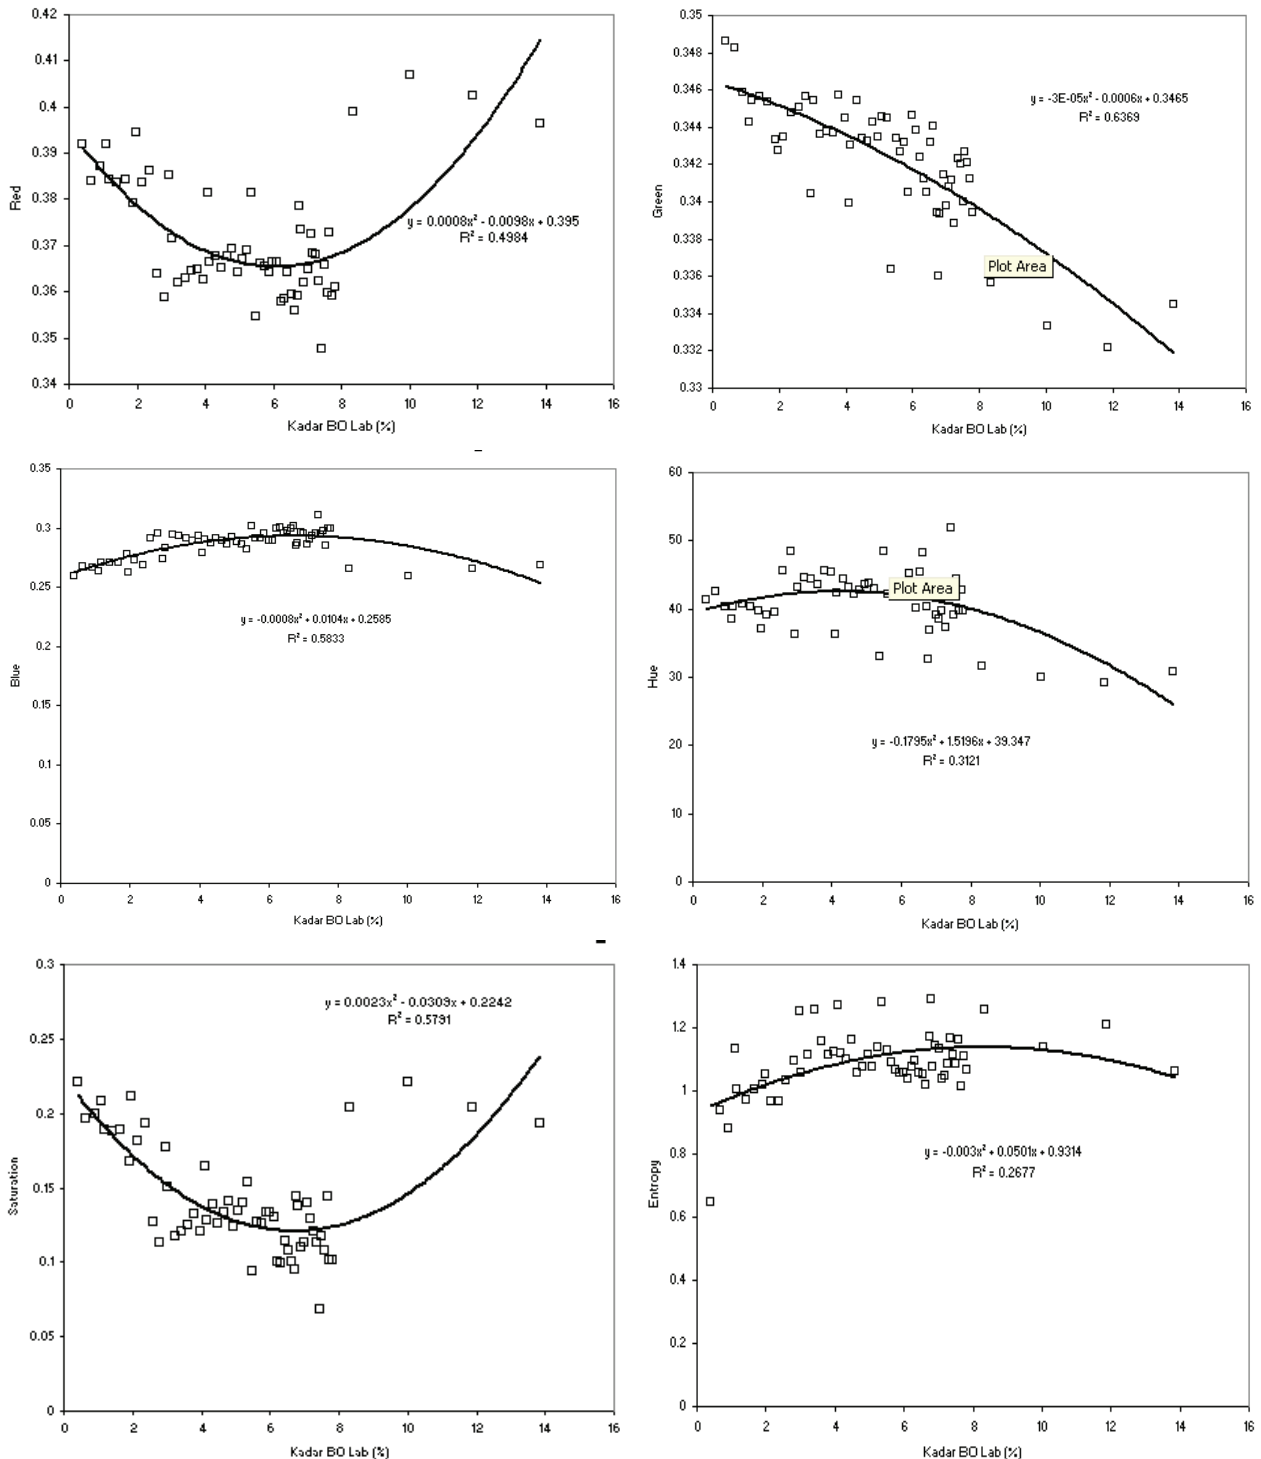 0.42
0.41
0.4
0.39
0.38
0.37
0.36
0.35
0.34
Red
y = 0.0008x² - 0.0098x + 0.395
R² = 0.4984
0 2 4 6 8 10 12 14 16
Kadar BO Lab (%)
0.35
0.348
0.346
0.344
0.342
0.34
0.338
0.336
0.334
0.332
0.33
Green
y = -3E-05x² - 0.0006x + 0.3465
R² = 0.6369
Plot Area
0 2 4 6 8 10 12 14 16
Kadar BO Lab (%)
0.35
0.3
0.25
0.2
0.15
0.1
0.05
0
Blue
y = -0.0008x² + 0.0104x + 0.2585
R² = 0.5833
0 2 4 6 8 10 12 14 16
Kadar BO Lab (%)
60
50
40
30
20
10
0
Hue
Plot Area
y = -0.1795x² + 1.5196x + 39.347
R² = 0.3121
0 2 4 6 8 10 12 14 16
Kadar BO Lab (%)
0.3
0.25
0.2
0.15
0.1
0.05
0
Saturation
y = 0.0023x² - 0.0309x + 0.2242
R² = 0.5791
0 2 4 6 8 10 12 14 16
Kadar BO Lab (%)
1.4
1.2
1
0.8
0.6
0.4
0.2
0
Entropy
y = -0.003x² + 0.0501x + 0.9314
R² = 0.2677
0 2 4 6 8 10 12 14 16
Kadar BO Lab (%)